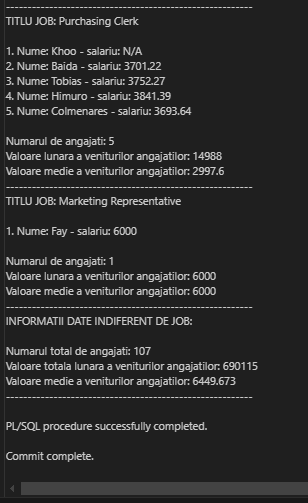 --------------------------------------------------------
TITLU JOB: Purchasing Clerk
1. Nume: Khoo - salariu: N/A
2. Nume: Baida - salariu: 3701.22
3. Nume: Tobias - salariu: 3752.27
4. Nume: Himuro - salariu: 3841.39
5. Nume: Colmenares - salariu: 3693.64
Numarul de angajati: 5
Valoare lunara a veniturilor angajatilor: 14988
Valoare medie a veniturilor angajatilor: 2997.6
--------------------------------------------------------
TITLU JOB: Marketing Representative
1. Nume: Fay - salariu: 6000
Numarul de angajati: 1
Valoare lunara a veniturilor angajatilor: 6000
Valoare medie a veniturilor angajatilor: 6000
--------------------------------------------------------
INFORMATII DATE INDIFERENT DE JOB:
Numarul total de angajati: 107
Valoare totala lunara a veniturilor angajatilor: 690115
Valoare medie a veniturilor angajatilor: 6449.673
--------------------------------------------------------
PL/SQL procedure successfully completed.
Commit complete.